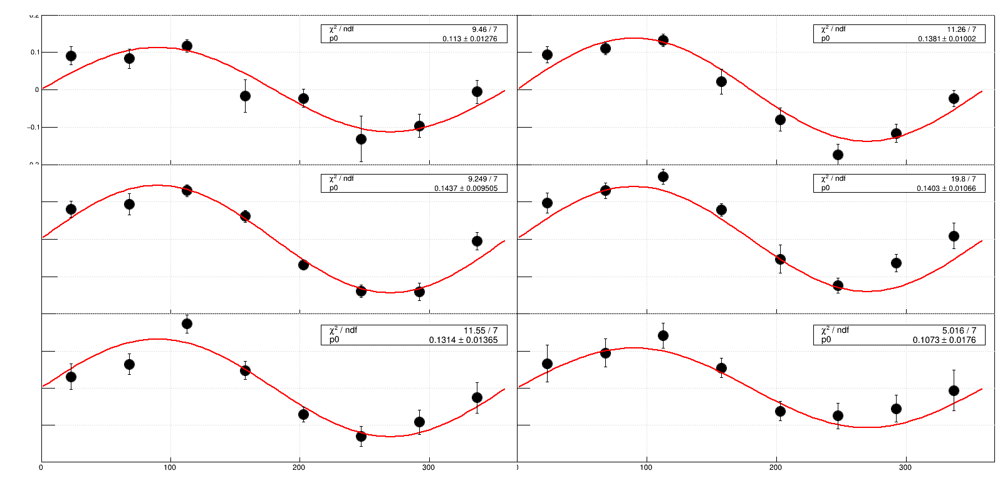 0.2
χ² / ndf 9.46 / 7
p0 0.113 ± 0.01276
χ² / ndf 11.26 / 7
p0 0.1381 ± 0.01002
0.1
0
−0.1
χ² / ndf 9.249 / 7
p0 0.1437 ± 0.009505
χ² / ndf 19.8 / 7
p0 0.1403 ± 0.01066
χ² / ndf 11.55 / 7
p0 0.1314 ± 0.01365
χ² / ndf 5.016 / 7
p0 0.1073 ± 0.0176
0 100 200 300
100 200 300